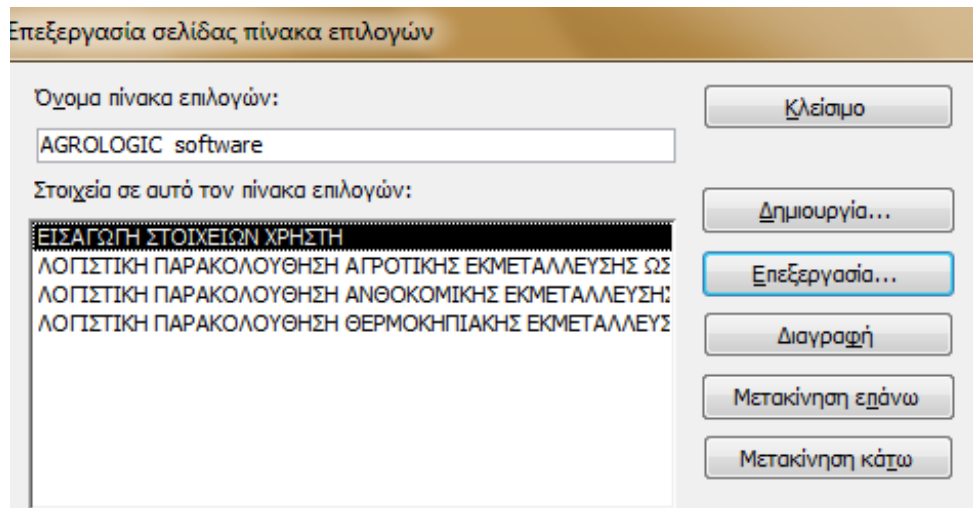 Επεξεργασία σελίδας πίνακα επιλογών
Όνομα πίνακα επιλογών:
Κλείσιμο
AGROLOGIC software
Στοιχεία σε αυτό τον πίνακα επιλογών:
Δημιουργία...
ΕΙΣΑΓΩΓΗ ΣΤΟΙΧΕΙΩΝ ΧΡΗΣΤΗ
ΛΟΓΙΣΤΙΚΗ ΠΑΡΑΚΟΛΟΥΘΗΣΗ ΑΓΡΟΤΙΚΗΣ ΕΚΜΕΤΑΛΛΕΥΣΗΣ ΩΣ
Επεξεργασία...
ΛΟΓΙΣΤΙΚΗ ΠΑΡΑΚΟΛΟΥΘΗΣΗ ΑΝΘΟΚΟΜΙΚΗΣ ΕΚΜΕΤΑΛΛΕΥΣΗΣ
ΛΟΓΙΣΤΙΚΗ ΠΑΡΑΚΟΛΟΥΘΗΣΗ ΘΕΡΜΟΚΗΠΙΑΚΗΣ ΕΚΜΕΤΑΛΛΕΥΣ
Διαγραφή
Μετακίνηση επάνω
Μετακίνηση κάτω